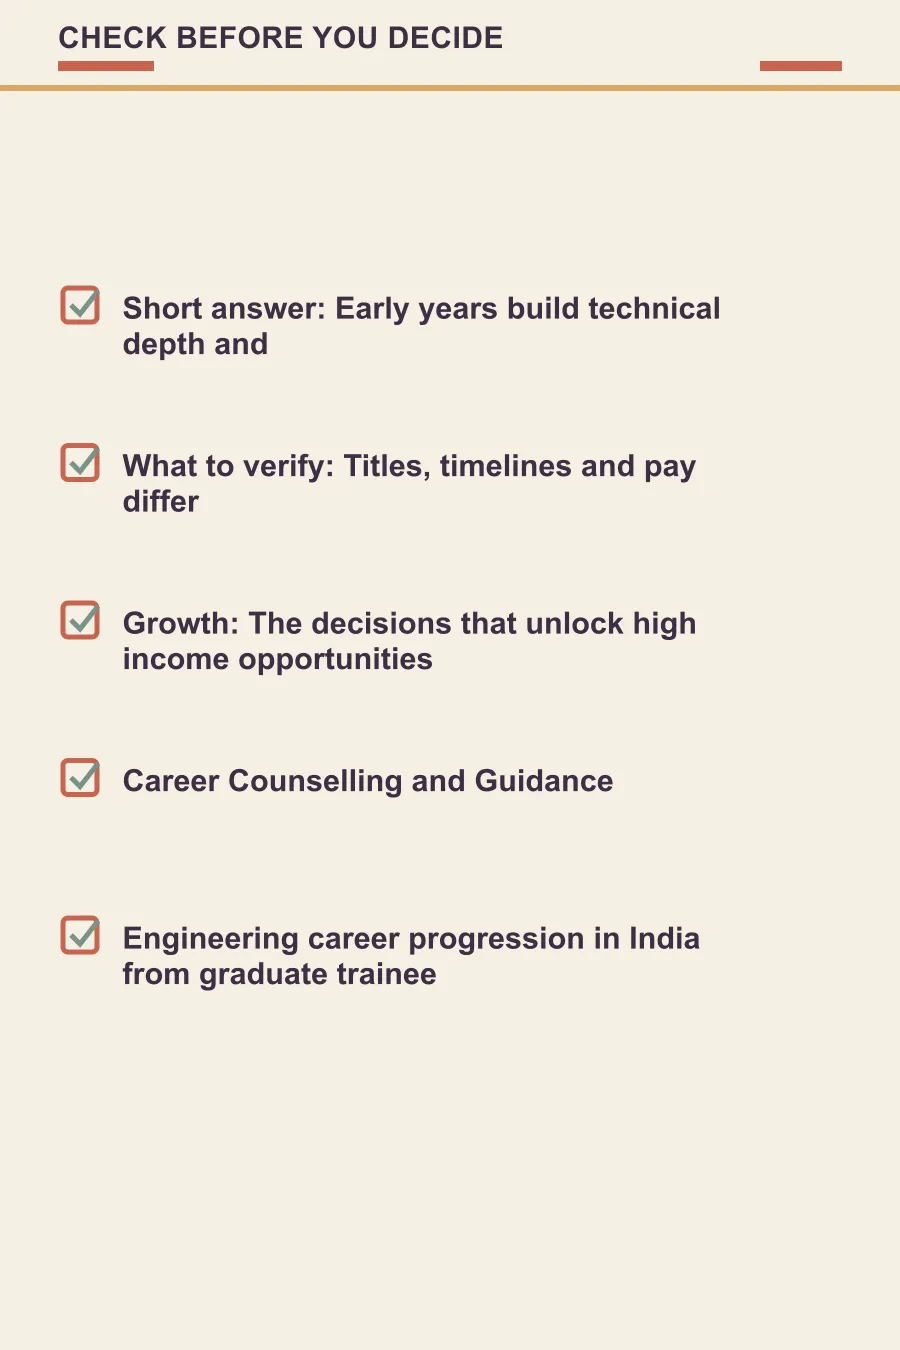 CHECK BEFORE YOU DECIDE
Short answer: Early years build technical
depth and
What to verify: Titles, timelines and pay
differ
Growth: The decisions that unlock high
income opportunities
Career Counselling and Guidance
Engineering career progression in India
from graduate trainee